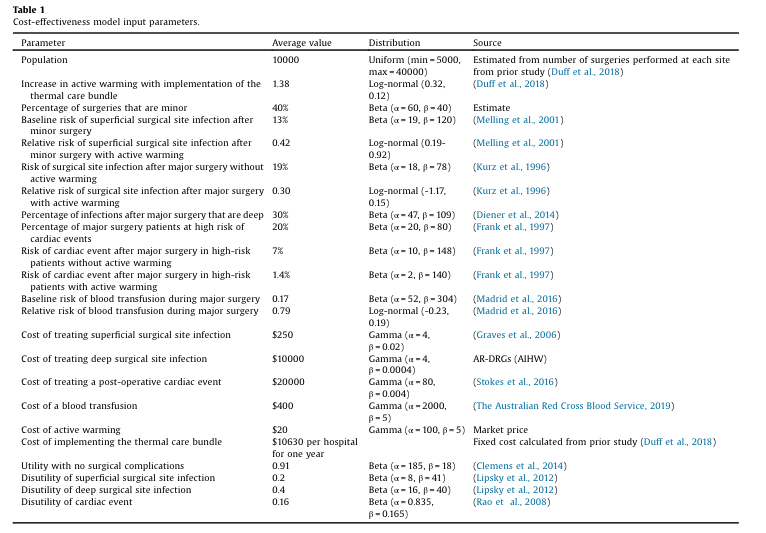 Table 1
Cost-effectiveness model input parameters.
Parameter Average value Distribution Source
Population 10000 Uniform (min = 5000, Estimated from number of surgeries performed at each site
max = 40000) from prior study (Duff et al., 2018)
Increase in active warming with implementation of the 1.38 Log-normal (0.32, (Duff et al., 2018)
thermal care bundle 0.12)
Percentage of surgeries that are minor 40% Beta (α = 60, β = 40) Estimate
Baseline risk of superficial surgical site infection after 13% Beta (α = 19, β = 120) (Melling et al., 2001)
minor surgery
Relative risk of superficial surgical site infection after 0.42 Log-normal (0.19- (Melling et al., 2001)
minor surgery with active warming 0.92)
Risk of surgical site infection after major surgery without 19% Beta (α = 18, β = 78) (Kurz et al., 1996)
active warming
Relative risk of surgical site infection after major surgery 0.30 Log-normal (-1.17, (Kurz et al., 1996)
with active warming 0.15)
Percentage of infections after major surgery that are deep 30% Beta (α = 47, β = 109) (Diener et al., 2014)
Percentage of major surgery patients at high risk of 20% Beta (α = 20, β = 80) (Frank et al., 1997)
cardiac events
Risk of cardiac event after major surgery in high-risk 7% Beta (α = 10, β = 148) (Frank et al., 1997)
patients without active warming
Risk of cardiac event after major surgery in high-risk 1.4% Beta (α = 2, β = 140) (Frank et al., 1997)
patients with active warming
Baseline risk of blood transfusion during major surgery 0.17 Beta (α = 52, β = 304) (Madrid et al., 2016)
Relative risk of blood transfusion during major surgery 0.79 Log-normal (-0.23, (Madrid et al., 2016)
0.19)
Cost of treating superficial surgical site infection $250 Gamma (α = 4, (Graves et al., 2006)
β = 0.02)
Cost of treating deep surgical site infection $10000 Gamma (α = 4, AR-DRGs (AIHW)
β = 0.0004)
Cost of treating a post-operative cardiac event $20000 Gamma (α = 80, (Stokes et al., 2016)
β = 0.004)
Cost of a blood transfusion $400 Gamma (α = 2000, (The Australian Red Cross Blood Service, 2019)
β = 5)
Cost of active warming $20 Gamma (α = 100, β = 5) Market price
Cost of implementing the thermal care bundle $10630 per hospital Fixed cost calculated from prior study (Duff et al., 2018)
for one year
Utility with no surgical complications 0.91 Beta (α = 185, β = 18) (Clemens et al., 2014)
Disutility of superficial surgical site infection 0.2 Beta (α = 8, β = 41) (Lipsky et al., 2012)
Disutility of deep surgical site infection 0.4 Beta (α = 16, β = 40) (Lipsky et al., 2012)
Disutility of cardiac event 0.16 Beta (α = 0.835, (Rao et al., 2008)
β = 0.165)